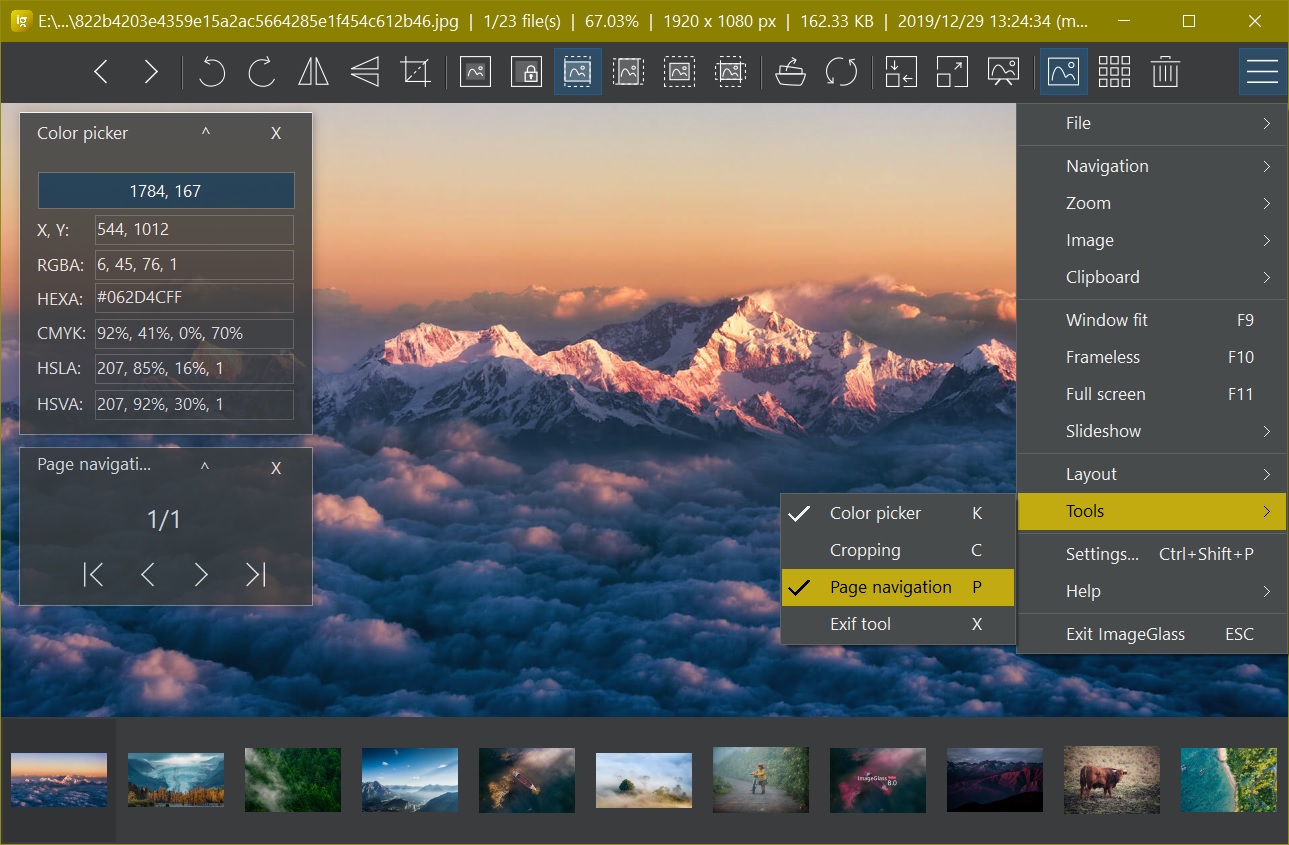 E:\...\822b4203e4359e15a2ac5664285e1f454c612b46.jpg | 1/23 file(s) | 67.03% | 1920 x 1080 px | 162.33 KB | 2019/12/29 13:24:34 (m...
Color picker ^ X
1784, 167
X, Y: 544, 1012
RGBA: 6, 45, 76, 1
HEXA: #062D4CFF
CMYK: 92%, 41%, 0%, 70%
HSLA: 207, 85%, 16%, 1
HSVA: 207, 92%, 30%, 1
Page navigati... ^ X
1/1
File
Navigation
Zoom
Image
Clipboard
Window fit F9
Frameless F10
Full screen F11
Slideshow
Layout
Tools
Settings... Ctrl+Shift+P
Help
Exit ImageGlass ESC
Color picker K
Cropping C
Page navigation P
Exif tool X
ImageGlass
8.0